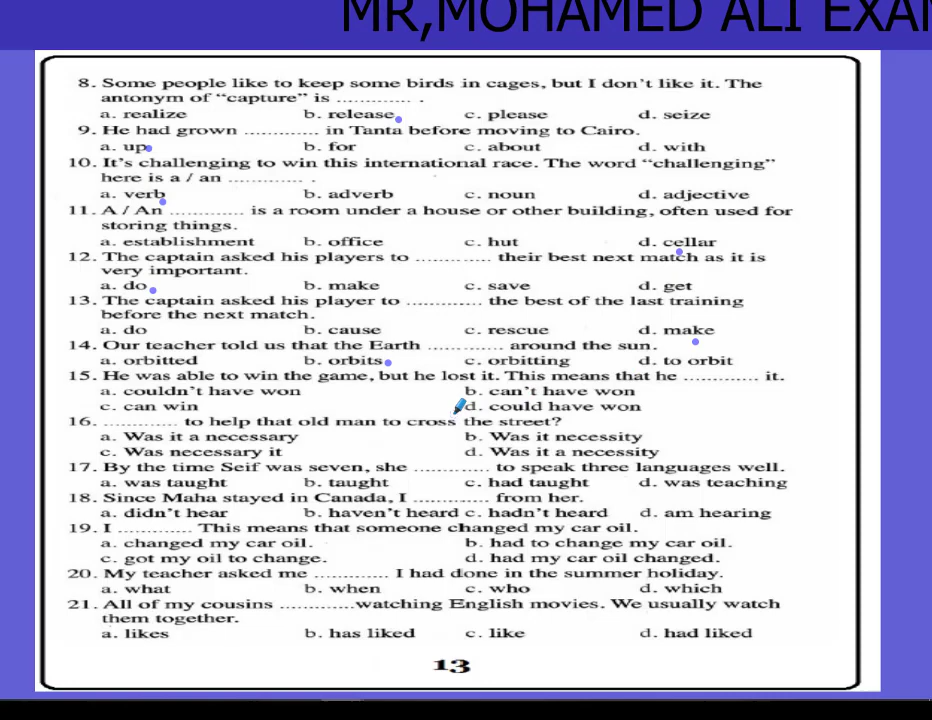 MR,MOHAMED ALI EXAM
8. Some people like to keep some birds in cages, but I don't like it. The
antonym of "capture" is ............. .
a. realize b. release c. please d. seize
9. He had grown ............. in Tanta before moving to Cairo.
a. up b. for c. about d. with
10. It's challenging to win this international race. The word "challenging"
here is a / an ............. .
a. verb b. adverb c. noun d. adjective
11. A / An ............. is a room under a house or other building, often used for
storing things.
a. establishment b. office c. hut d. cellar
12. The captain asked his players to ............. their best next match as it is
very important.
a. do b. make c. save d. get
13. The captain asked his player to ............. the best of the last training
before the next match.
a. do b. cause c. rescue d. make
14. Our teacher told us that the Earth ............. around the sun.
a. orbitted b. orbits c. orbitting d. to orbit
15. He was able to win the game, but he lost it. This means that he ............. it.
a. couldn't have won b. can't have won
c. can win d. could have won
16. ............. to help that old man to cross the street?
a. Was it a necessary b. Was it necessity
c. Was necessary it d. Was it a necessity
17. By the time Seif was seven, she ............. to speak three languages well.
a. was taught b. taught c. had taught d. was teaching
18. Since Maha stayed in Canada, I ............. from her.
a. didn't hear b. haven't heard c. hadn't heard d. am hearing
19. I ............. This means that someone changed my car oil.
a. changed my car oil. b. had to change my car oil.
c. got my oil to change. d. had my car oil changed.
20. My teacher asked me ............. I had done in the summer holiday.
a. what b. when c. who d. which
21. All of my cousins .............watching English movies. We usually watch
them together.
a. likes b. has liked c. like d. had liked
13